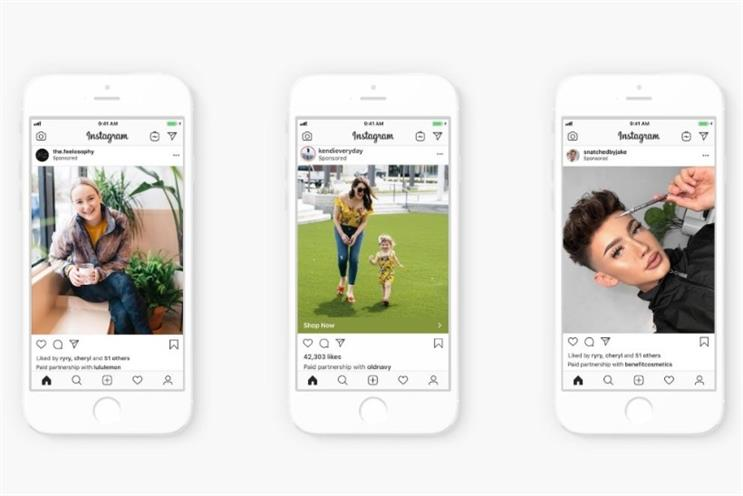 9:41 AM
Instagram
the.feelosophy
Sponsored
Liked by ryry, cheryl and 51 others
Paid partnership with lululemon
9:41 AM
Instagram
kendieveryday
Sponsored
Shop Now
42,303 likes
Paid partnership with oldnavy
9:41 AM
Instagram
snatchedbyjake
Sponsored
Liked by ryry, cheryl and 51 others
Paid partnership with benefitcosmetics